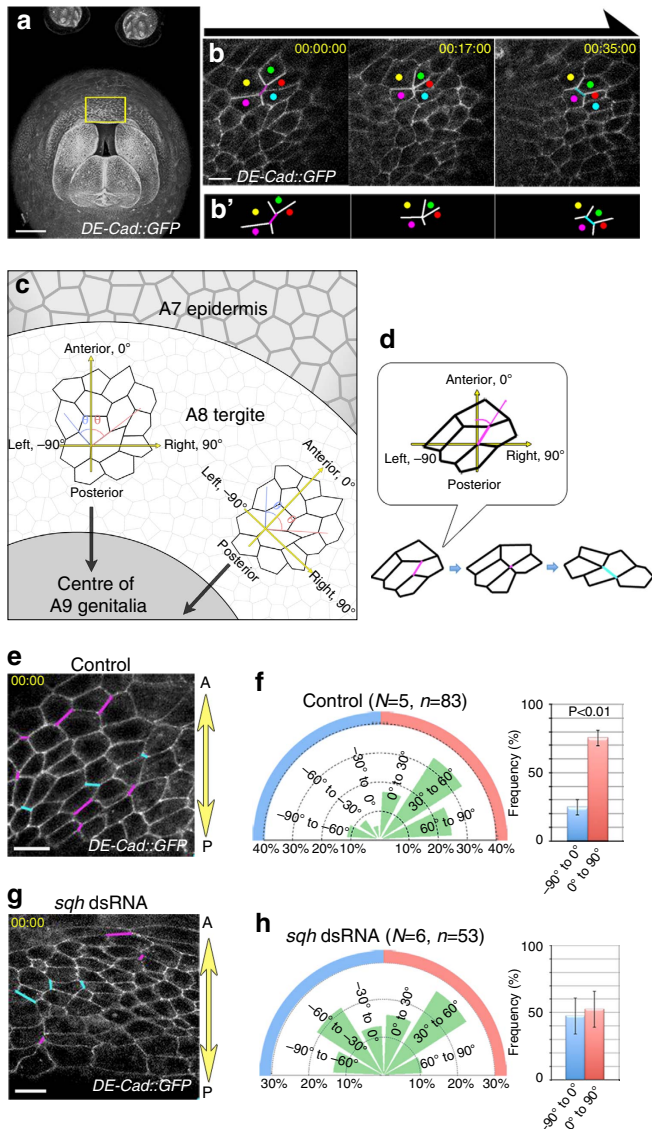 a
DE-Cad::GFP
b
00:00:00
00:17:00
00:35:00
DE-Cad::GFP
b'
c
A7 epidermis
Anterior, 0°
θ θ
A8 tergite
Left, –90°
Right, 90°
Posterior
Anterior, 0°
Left, –90°
θ
θ
Posterior
Right, 90°
Centre of
A9 genitalia
d
Anterior, 0°
Left, –90
Right, 90°
Posterior
e
Control
00:00
A
P
DE-Cad::GFP
f
Control (N=5, n=83)
–90° to –60°
–60° to –30°
–30° to 0°
0° to 30°
30° to 60°
60° to 90°
40% 30% 20% 10% 10% 20% 30% 40%
Frequency (%)
100
50
0
P<0.01
–90° to 0°
0° to 90°
g
sqh dsRNA
00:00
A
P
DE-Cad::GFP
h
sqh dsRNA (N=6, n=53)
–90° to –60°
–60° to –30°
–30° to 0°
0° to 30°
30° to 60°
60° to 90°
30% 20% 10% 10% 20% 30%
Frequency (%)
100
50
0
–90° to 0°
0° to 90°